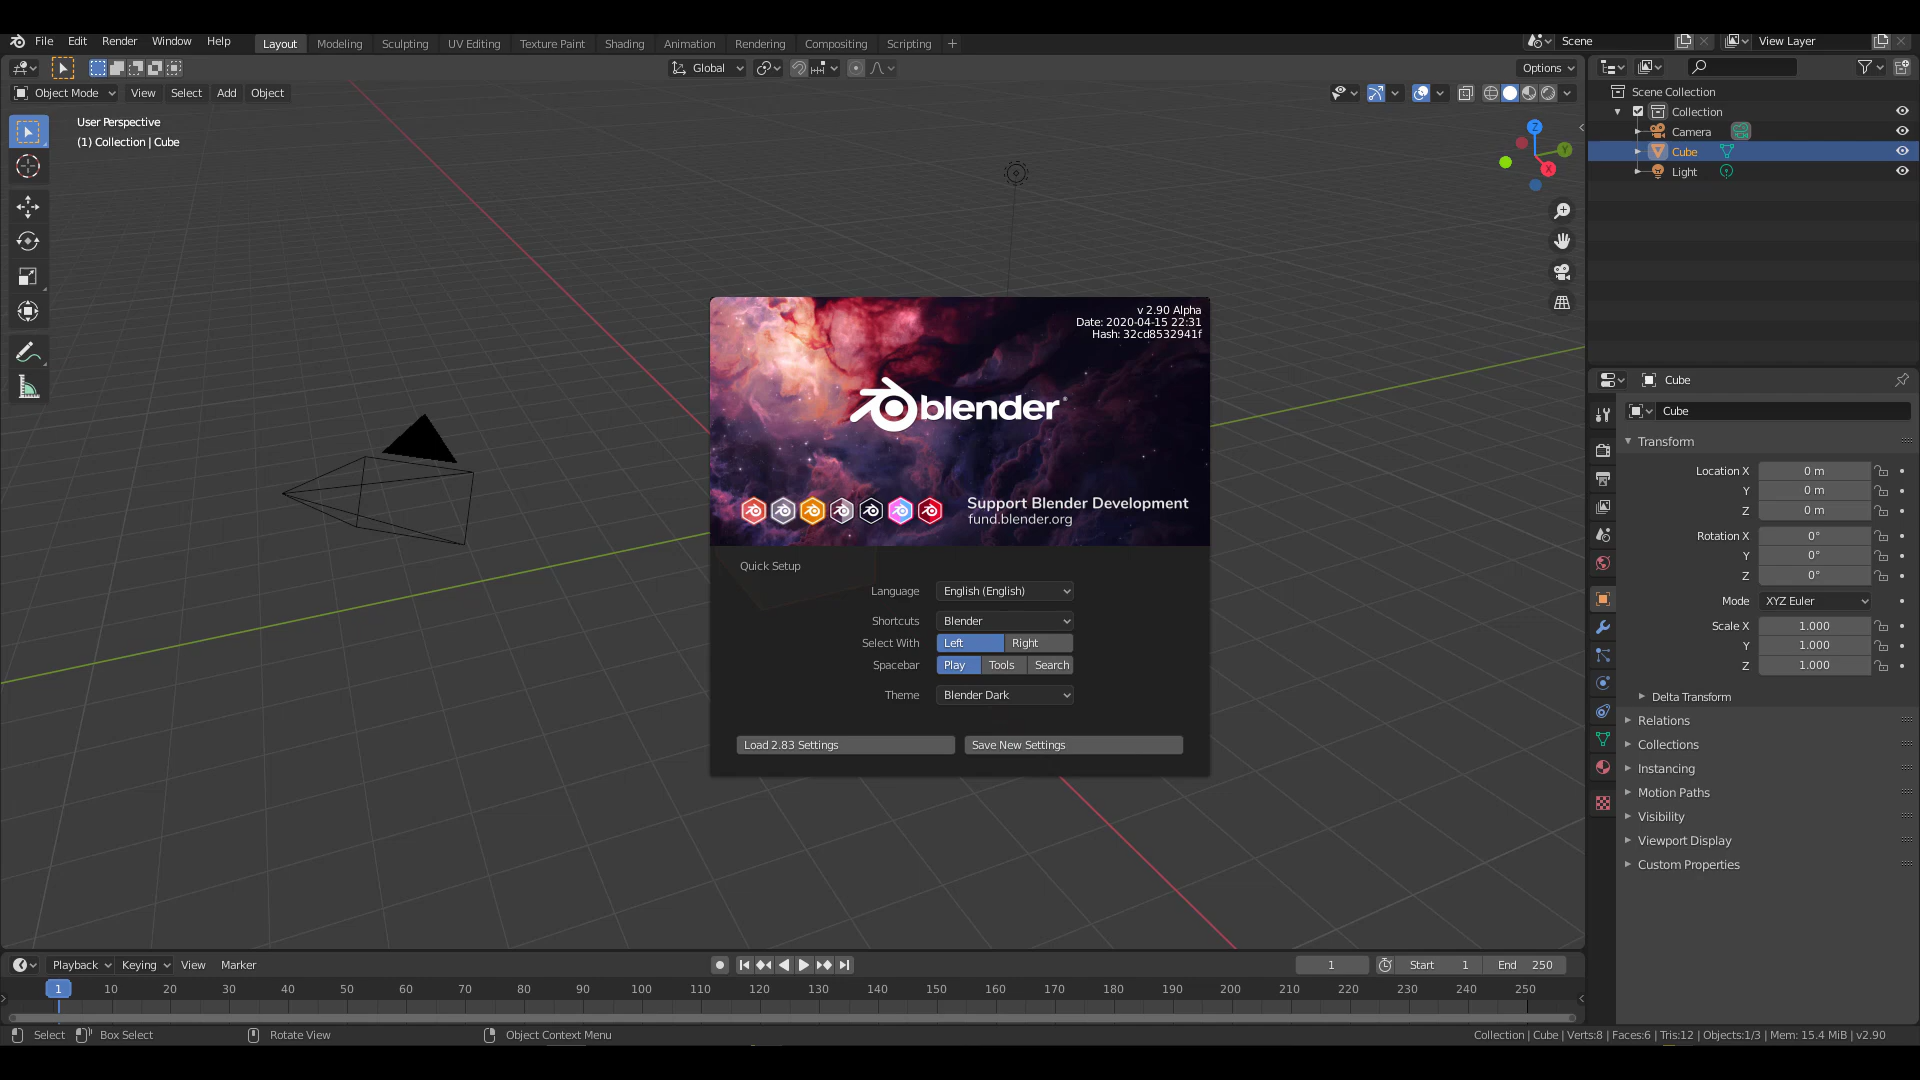 File Edit Render Window Help Layout Modeling Sculpting UV Editing Texture Paint Shading Animation Rendering Compositing Scripting + Scene View Layer
Global Options
Object Mode View Select Add Object
User Perspective
(1) Collection | Cube
Z
Y
X
Scene Collection
Collection
Camera
Cube
Light
v 2.90 Alpha
Date: 2020-04-15 22:31
Hash: 32cd8532941f
blender
Support Blender Development
fund.blender.org
Quick Setup
Language English (English)
Shortcuts Blender
Select With Left Right
Spacebar Play Tools Search
Theme Blender Dark
Load 2.83 Settings Save New Settings
Cube
Cube
Transform
Location X 0 m
Y 0 m
Z 0 m
Rotation X 0°
Y 0°
Z 0°
Mode XYZ Euler
Scale X 1.000
Y 1.000
Z 1.000
Delta Transform
Relations
Collections
Instancing
Motion Paths
Visibility
Viewport Display
Custom Properties
Playback Keying View Marker 1 Start 1 End 250
1 10 20 30 40 50 60 70 80 90 100 110 120 130 140 150 160 170 180 190 200 210 220 230 240 250
Select Box Select Rotate View Object Context Menu Collection | Cube | Verts:8 | Faces:6 | Tris:12 | Objects:1/3 | Mem: 15.4 MiB | v2.90